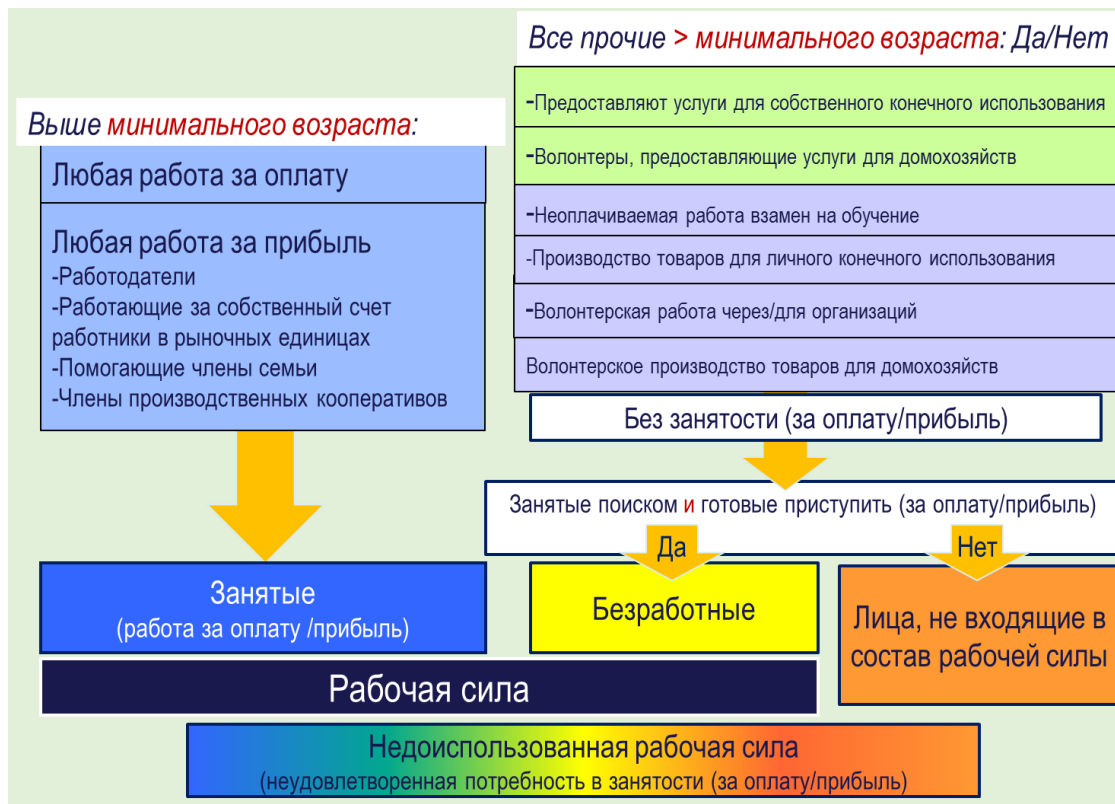 Выше минимального возраста:
Любая работа за оплату
Любая работа за прибыль
-Работодатели
-Работающие за собственный счет
работники в рыночных единицах
-Помогающие члены семьи
-Члены производственных кооперативов
Все прочие > минимального возраста: Да/Нет
-Предоставляют услуги для собственного конечного использования
-Волонтеры, предоставляющие услуги для домохозяйств
-Неоплачиваемая работа взамен на обучение
-Производство товаров для личного конечного использования
-Волонтерская работа через/для организаций
Волонтерское производство товаров для домохозяйств
Без занятости (за оплату/прибыль)
Занятые поиском и готовые приступить (за оплату/прибыль)
Да
Нет
Занятые
(работа за оплату /прибыль)
Безработные
Лица, не входящие в
состав рабочей силы
Рабочая сила
Недоиспользованная рабочая сила
(неудовлетворенная потребность в занятости (за оплату/прибыль)